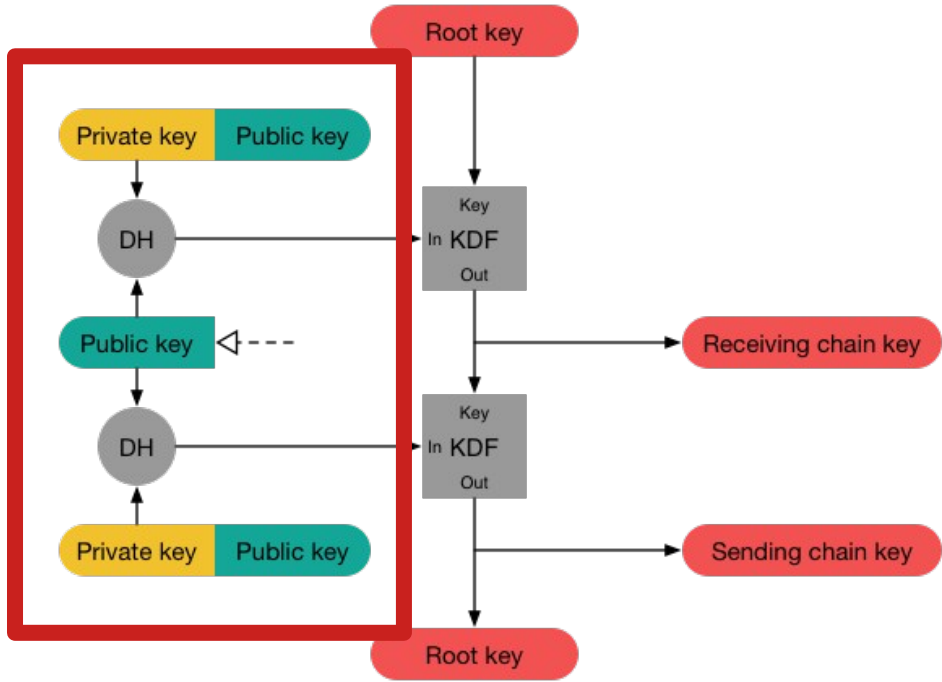 Root key
Private key Public key
Key
DH
In KDF
Out
Public key
Receiving chain key
Key
DH
In KDF
Out
Private key Public key
Sending chain key
Root key